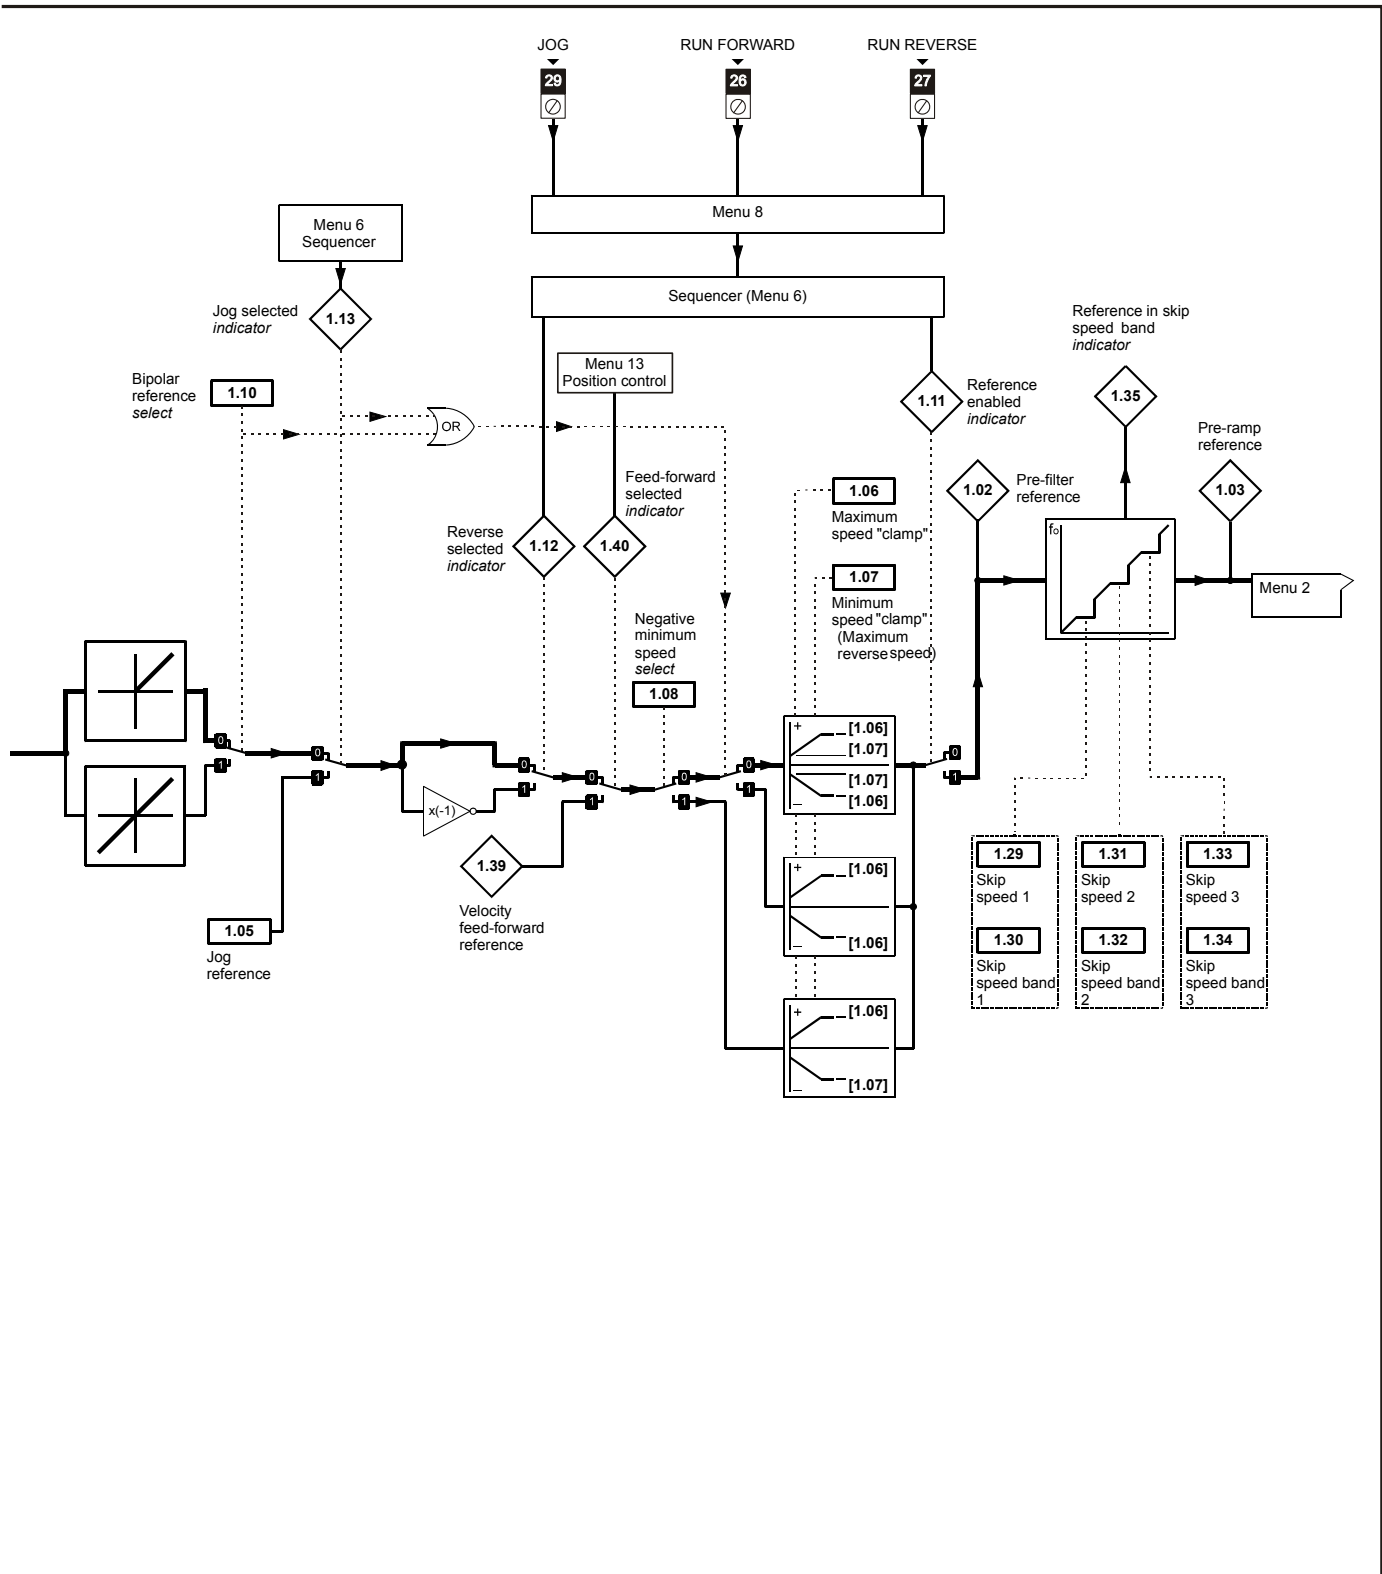 JOG
RUN FORWARD
RUN REVERSE
29
26
27
Menu 8
Menu 6
Sequencer
Sequencer (Menu 6)
Jog selected
indicator
1.13
Reference in skip
speed band
indicator
Menu 13
Position control
Bipolar
reference
select
1.10
1.11
Reference
enabled
indicator
1.35
OR
Pre-ramp
reference
Feed-forward
selected
indicator
1.06
Maximum
speed "clamp"
1.02
Pre-filter
reference
1.03
Reverse
selected
indicator
1.12
1.40
fo
1.07
Minimum
speed "clamp"
(Maximum
reverse speed)
Menu 2
Negative
minimum
speed
select
1.08
0
1
0
1
0
1
0
1
0
1
0
1
0
1
+
[1.06]
[1.07]
[1.07]
[1.06]
–
x(-1)
1.39
Velocity
feed-forward
reference
+
[1.06]
[1.06]
–
1.29
Skip
speed 1
1.31
Skip
speed 2
1.33
Skip
speed 3
1.05
Jog
reference
1.30
Skip
speed band
1
1.32
Skip
speed band
2
1.34
Skip
speed band
3
+
[1.06]
[1.07]
–